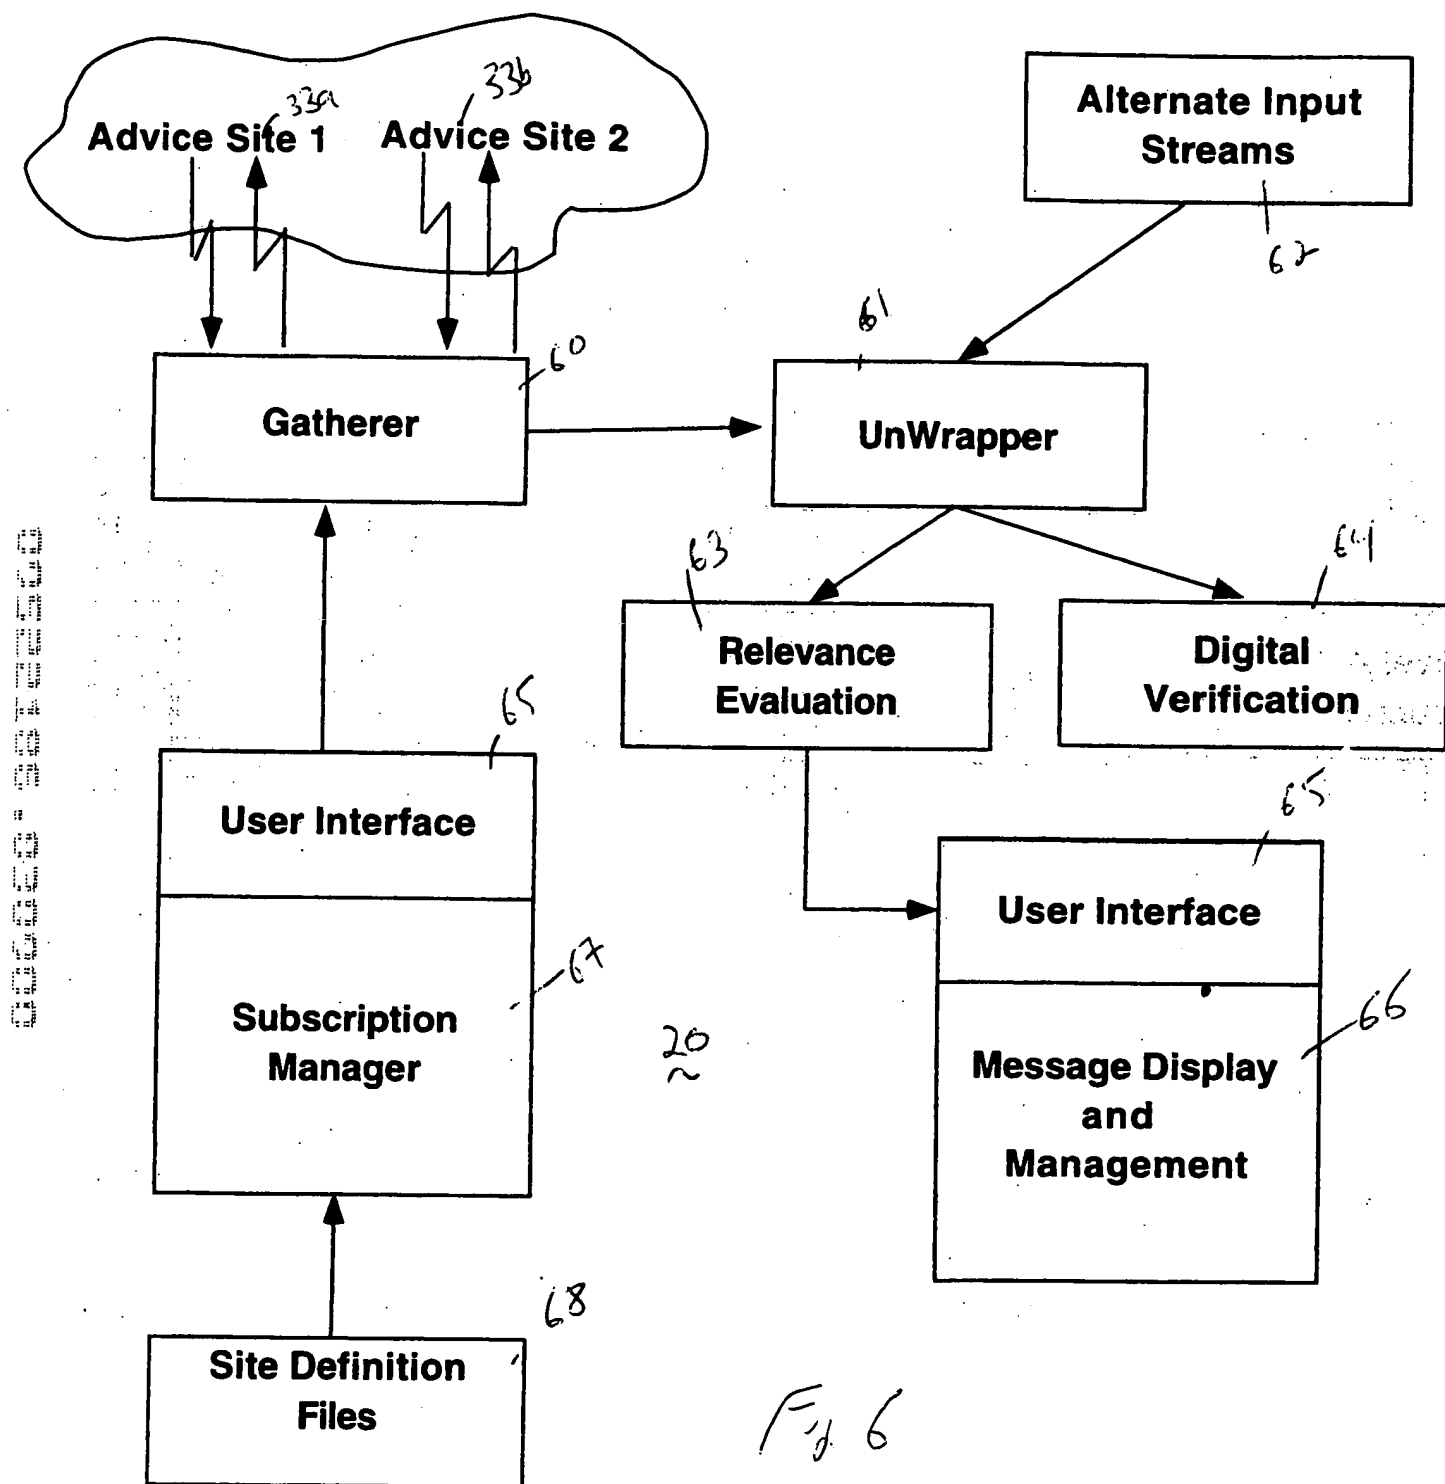 33a
33b
Advice Site 1
Advice Site 2
Alternate Input
Streams
62
60
61
Gatherer
UnWrapper
63
64
Relevance
Evaluation
Digital
Verification
65
User Interface
65
User Interface
67
Subscription
Manager
20
66
Message Display
and
Management
68
Site Definition
Files
Fig 6